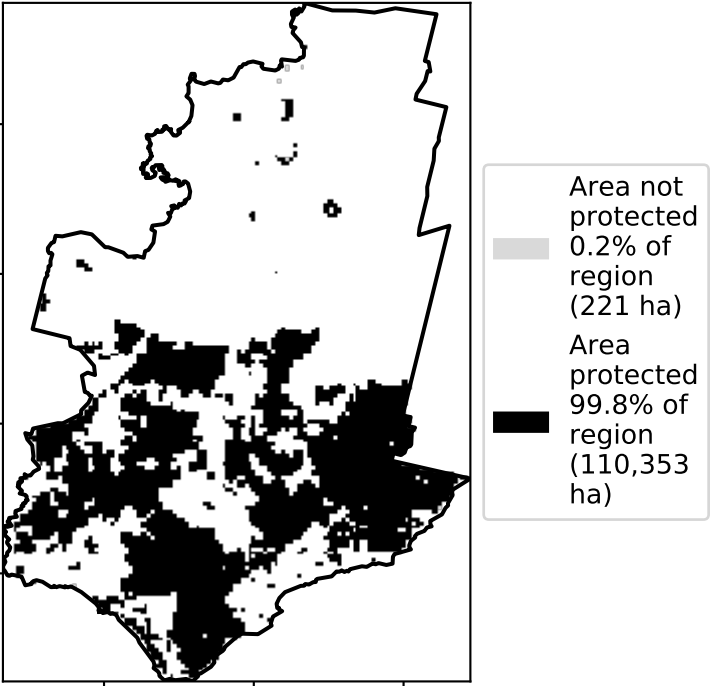 Area not
protected
0.2% of
region
(221 ha)
Area
protected
99.8% of
region
(110,353
ha)